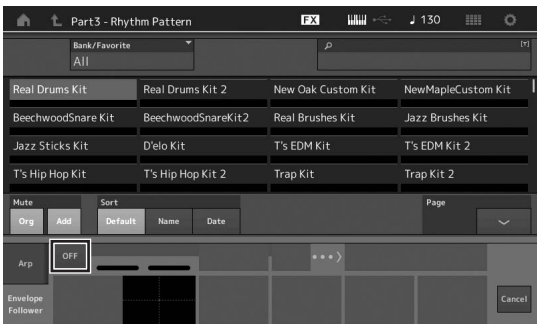 Part3 - Rhythm Pattern FX ♩ 130
Bank/Favorite
All
[T]
Real Drums Kit Real Drums Kit 2 New Oak Custom Kit NewMapleCustom Kit
BeechwoodSnare Kit BeechwoodSnareKit2 Real Brushes Kit Jazz Brushes Kit
Jazz Sticks Kit D'elo Kit T's EDM Kit T's EDM Kit 2
T's Hip Hop Kit T's Hip Hop Kit 2 Trap Kit Trap Kit 2
Mute Sort Page
Org Add Default Name Date
Arp OFF
Envelope
Follower
Cancel